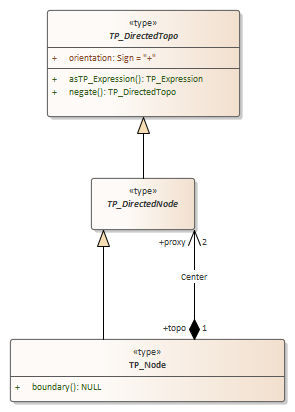 «type»
TP_DirectedTopo
+ orientation: Sign = "+"
+ asTP_Expression(): TP_Expression
+ negate(): TP_DirectedTopo
«type»
TP_DirectedNode
+proxy 2
Center
+topo 1
«type»
TP_Node
+ boundary(): NULL